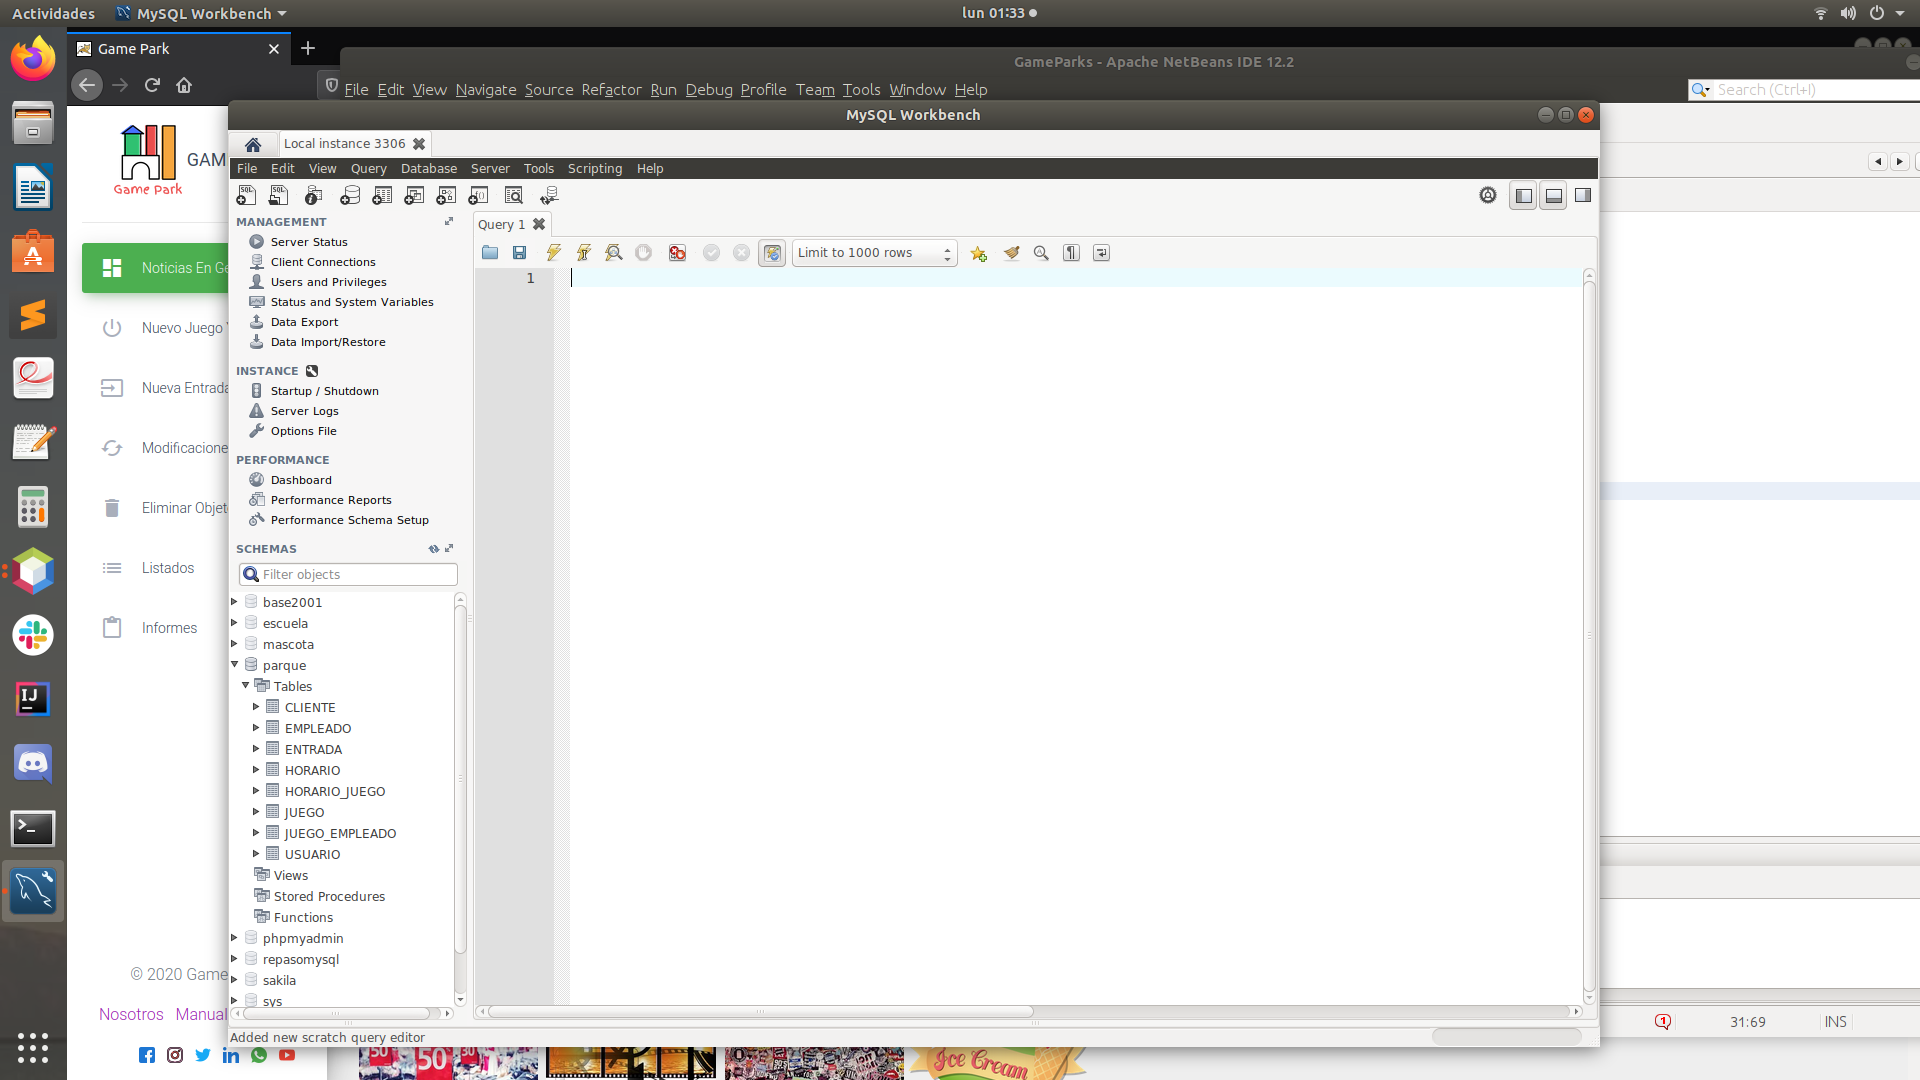 Actividades
MySQL Workbench
lun 01:33
Game Park
GameParks - Apache NetBeans IDE 12.2
File Edit View Navigate Source Refactor Run Debug Profile Team Tools Window Help
Search (Ctrl+I)
MySQL Workbench
Local instance 3306
File Edit View Query Database Server Tools Scripting Help
Game Park
GAM
Noticias En Ge
Nuevo Juego
Nueva Entrada
Modificacione
Eliminar Objet
Listados
Informes
© 2020 Game
Nosotros Manual
MANAGEMENT
Server Status
Client Connections
Users and Privileges
Status and System Variables
Data Export
Data Import/Restore
INSTANCE
Startup / Shutdown
Server Logs
Options File
PERFORMANCE
Dashboard
Performance Reports
Performance Schema Setup
SCHEMAS
Filter objects
base2001
escuela
mascota
parque
Tables
CLIENTE
EMPLEADO
ENTRADA
HORARIO
HORARIO_JUEGO
JUEGO
JUEGO_EMPLEADO
USUARIO
Views
Stored Procedures
Functions
phpmyadmin
repasomysql
sakila
sys
Query 1
Limit to 1000 rows
1
Added new scratch query editor
31:69
INS
50 50
Ice Cream